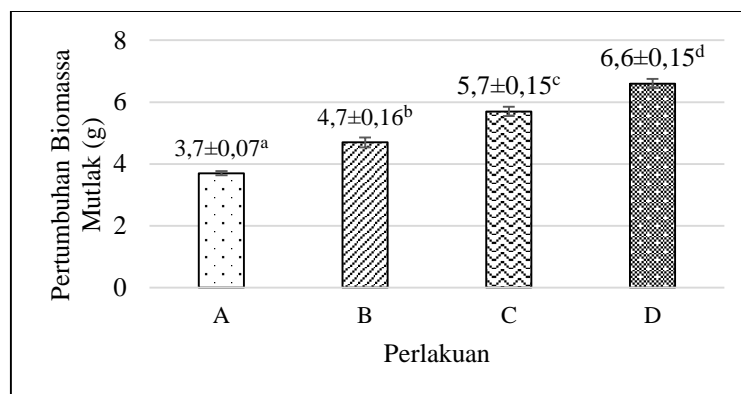 Pertumbuhan Biomassa
Mutlak (g)
8
6
4
2
0
3,7±0,07ᵃ
4,7±0,16ᵇ
5,7±0,15ᶜ
6,6±0,15ᵈ
A B C D
Perlakuan